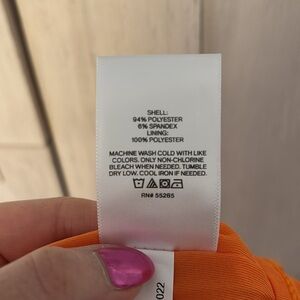 SHELL:
94% POLYESTER
6% SPANDEX
LINING:
100% POLYESTER
MACHINE WASH COLD WITH LIKE
COLORS. ONLY NON-CHLORINE
BLEACH WHEN NEEDED. TUMBLE
DRY LOW. COOL IRON IF NEEDED.
RN# 55285
022